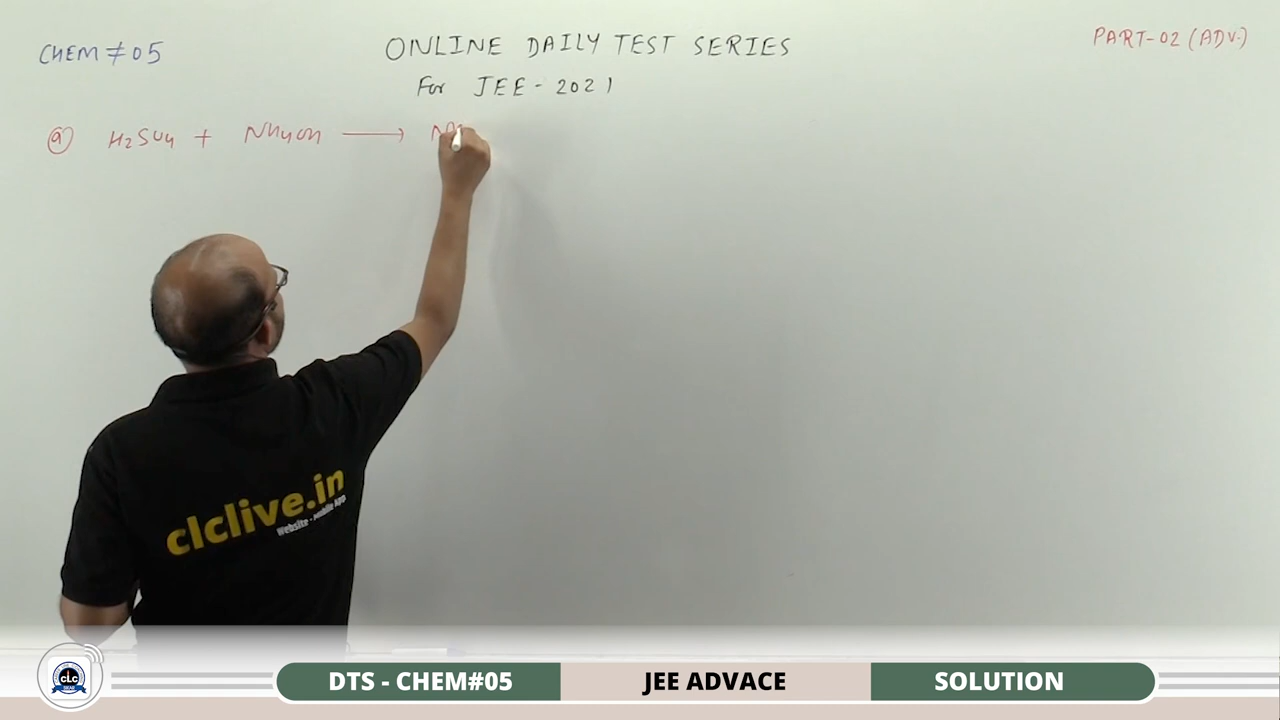 CHEM # 05
ONLINE DAILY TEST SERIES
PART-02 (ADV.)
For JEE - 2021
(a) H2SO4 + NH4OH ⟶
clclive.in
Website - Mobile App
CLC
DTS - CHEM#05
JEE ADVACE
SOLUTION